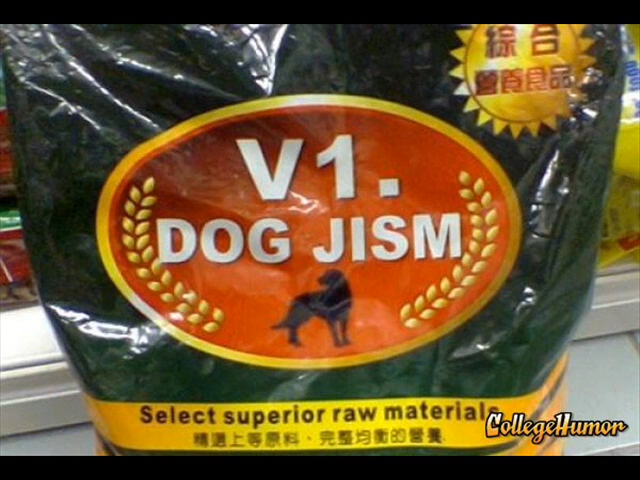 綜合
營養食品
V1.
DOG JISM
Select superior raw materials
精選上等原料、完整均衡的營養
CollegeHumor